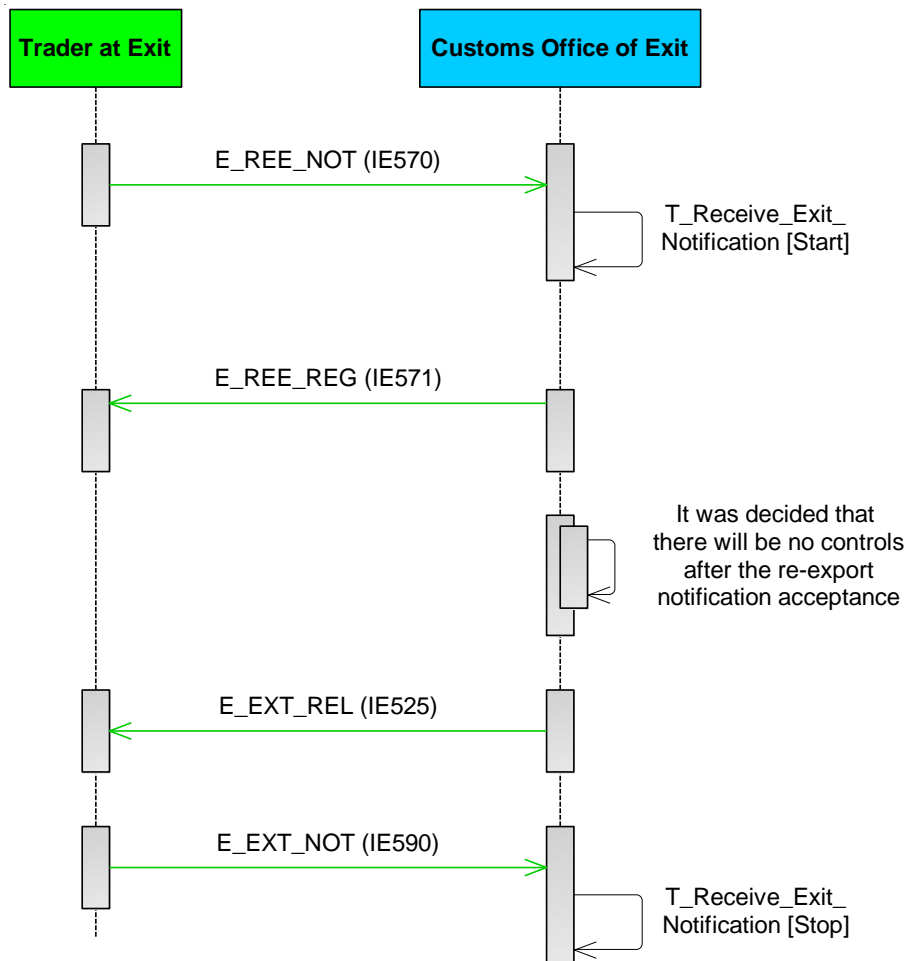 Trader at Exit
Customs Office of Exit
E_REE_NOT (IE570)
T_Receive_Exit_
Notification [Start]
E_REE_REG (IE571)
It was decided that
there will be no controls
after the re-export
notification acceptance
E_EXT_REL (IE525)
E_EXT_NOT (IE590)
T_Receive_Exit_
Notification [Stop]